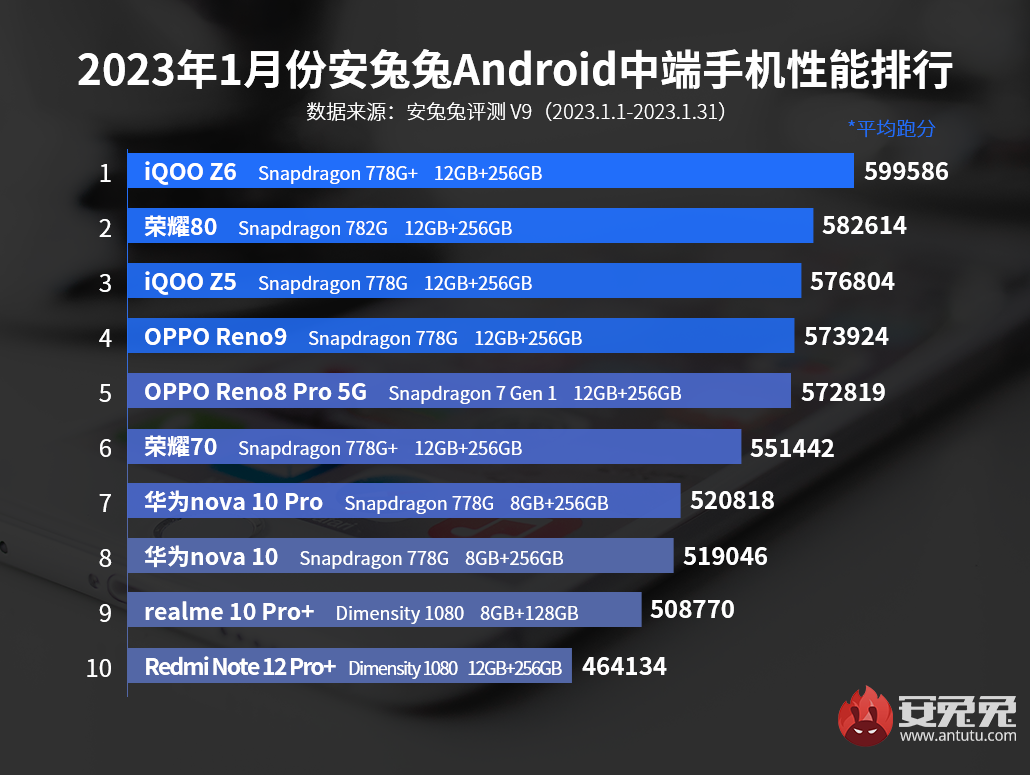 2023年1月份安兔兔Android中端手机性能排行
数据来源：安兔兔评测 V9（2023.1.1-2023.1.31）
*平均跑分
1 iQOO Z6 Snapdragon 778G+ 12GB+256GB 599586
2 荣耀80 Snapdragon 782G 12GB+256GB 582614
3 iQOO Z5 Snapdragon 778G 12GB+256GB 576804
4 OPPO Reno9 Snapdragon 778G 12GB+256GB 573924
5 OPPO Reno8 Pro 5G Snapdragon 7 Gen 1 12GB+256GB 572819
6 荣耀70 Snapdragon 778G+ 12GB+256GB 551442
7 华为nova 10 Pro Snapdragon 778G 8GB+256GB 520818
8 华为nova 10 Snapdragon 778G 8GB+256GB 519046
9 realme 10 Pro+ Dimensity 1080 8GB+128GB 508770
10 Redmi Note 12 Pro+ Dimensity 1080 12GB+256GB 464134
安兔兔
www.antutu.com